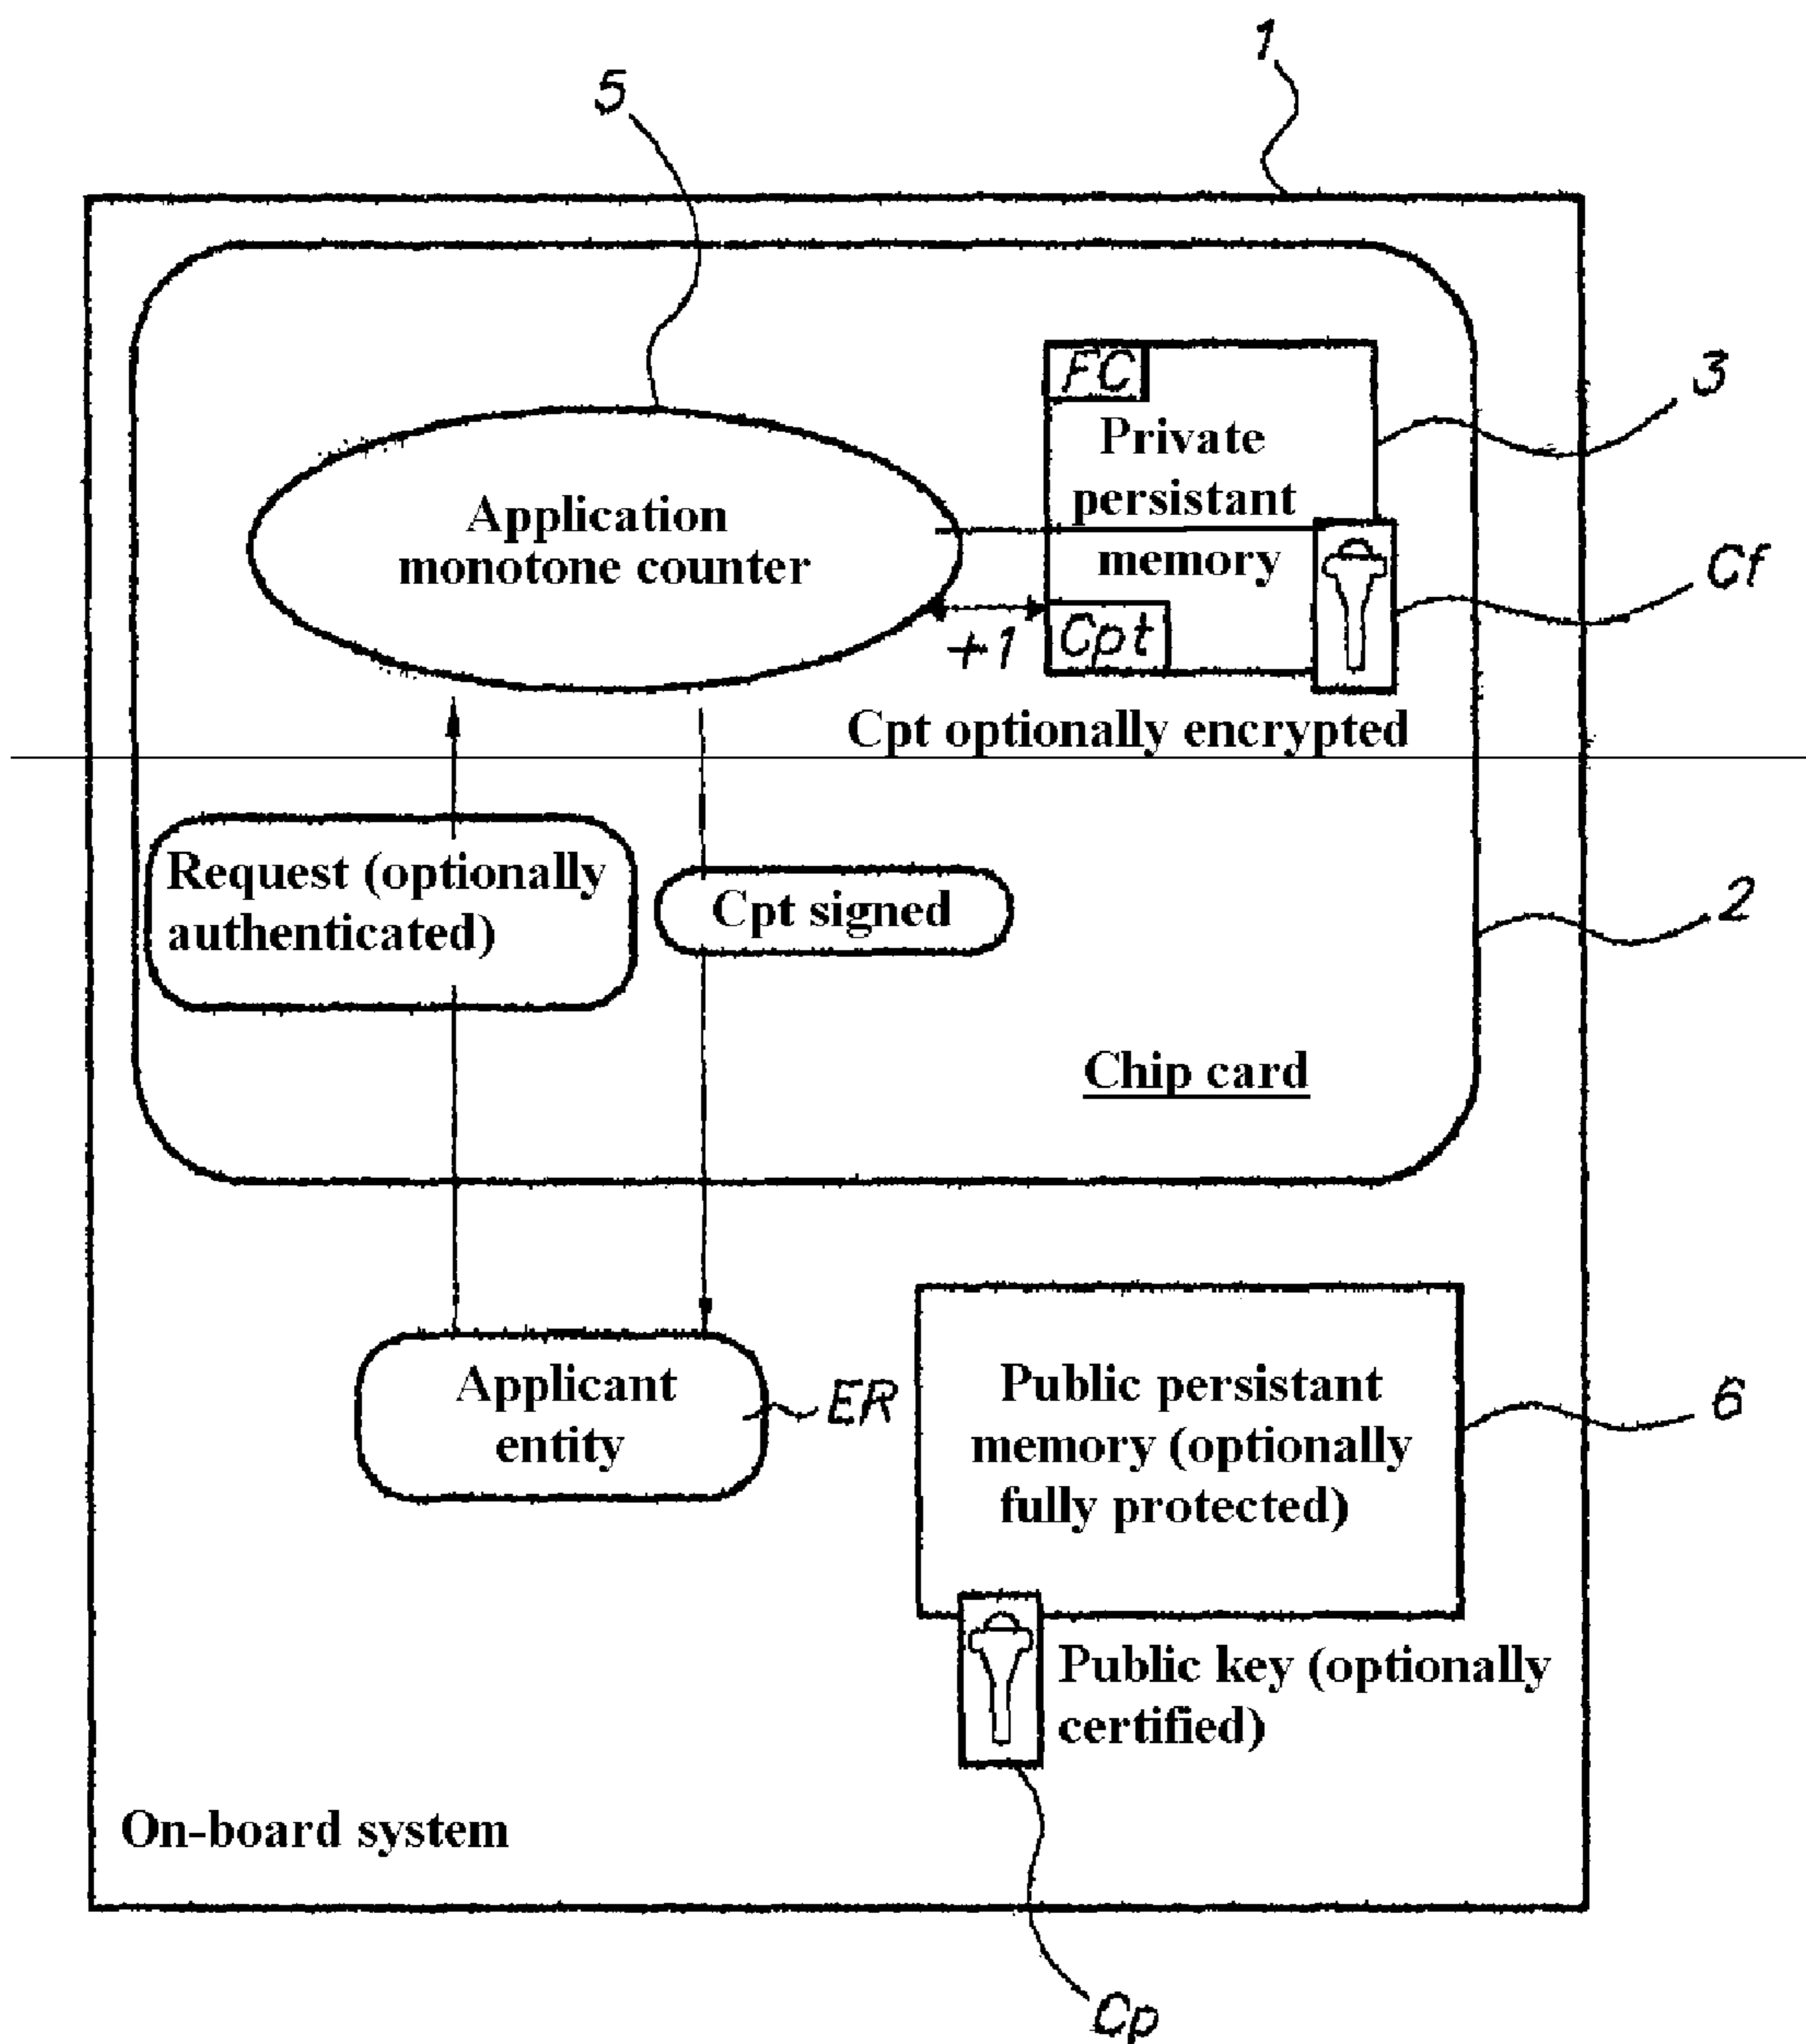 1
5
FC
Private
persistant
memory
3
Application
monotone counter
Cf
+1
Cpt
Cpt optionally encrypted
Request (optionally
authenticated)
Cpt signed
2
Chip card
Applicant
entity
ER
Public persistant
memory (optionally
fully protected)
6
Public key (optionally
certified)
On-board system
Cp